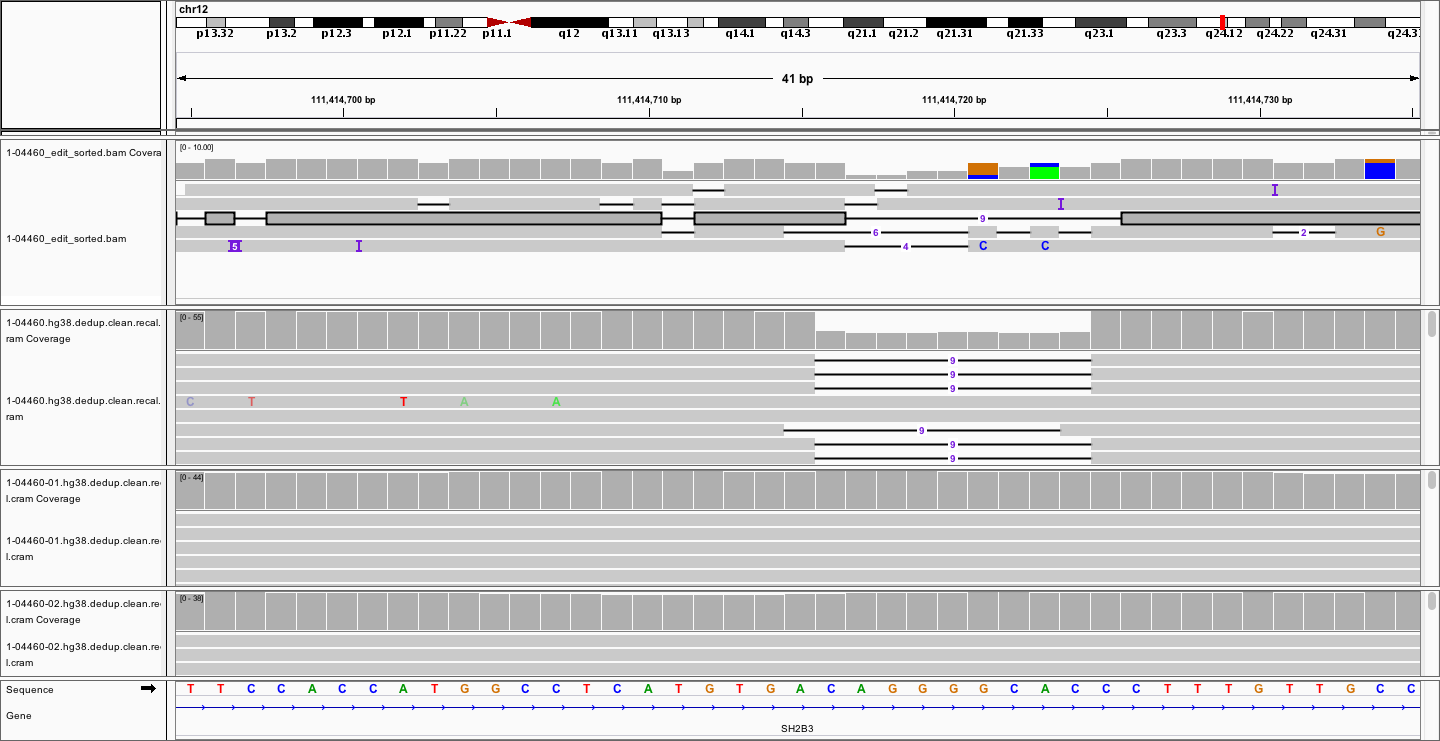 chr12
p13.32 p13.2 p12.3 p12.1 p11.22 p11.1 q12 q13.11 q13.13 q14.1 q14.3 q21.1 q21.2 q21.31 q21.33 q23.1 q23.3 q24.12 q24.22 q24.31 q24.3
41 bp
111,414,700 bp 111,414,710 bp 111,414,720 bp 111,414,730 bp
1-04460_edit_sorted.bam Covera
[0 - 10.00]
9
6 2 G
1-04460_edit_sorted.bam
5 4 C C
1-04460.hg38.dedup.clean.recal.
ram Coverage
[0 - 55]
9
9
9
1-04460.hg38.dedup.clean.recal.
ram
C T T A A
9
9
9
1-04460-01.hg38.dedup.clean.re
l.cram Coverage
[0 - 44]
1-04460-01.hg38.dedup.clean.re
l.cram
1-04460-02.hg38.dedup.clean.re
l.cram Coverage
[0 - 38]
1-04460-02.hg38.dedup.clean.re
l.cram
Sequence T T C C A C C A T G G C C T C A T G T G A C A G G G G C A C C C T T T G T T G C C
Gene
SH2B3